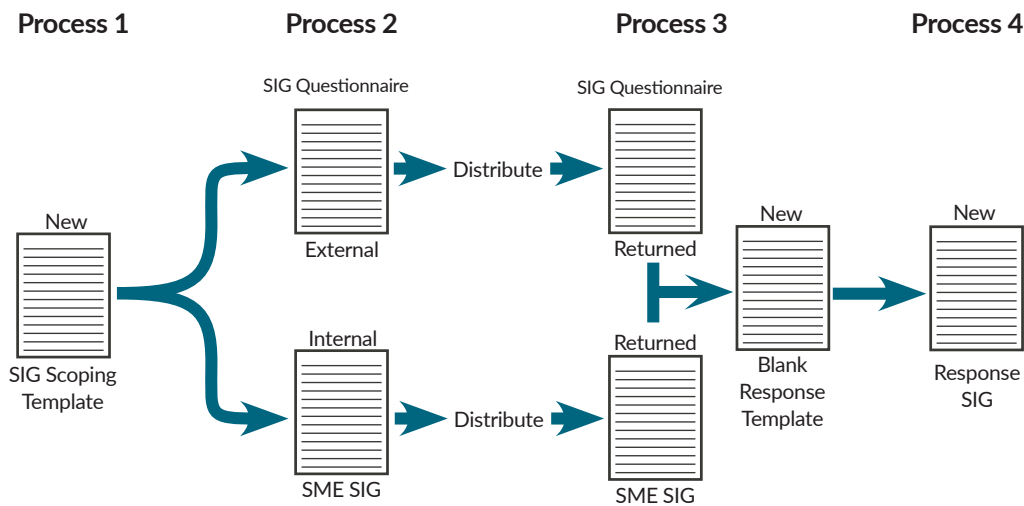 Process 1
Process 2
Process 3
Process 4
SIG Questionnaire
SIG Questionnaire
Distribute
External
Returned
New
SIG Scoping
Template
New
Blank
Response
Template
New
Response
SIG
Internal
Returned
Distribute
SME SIG
SME SIG